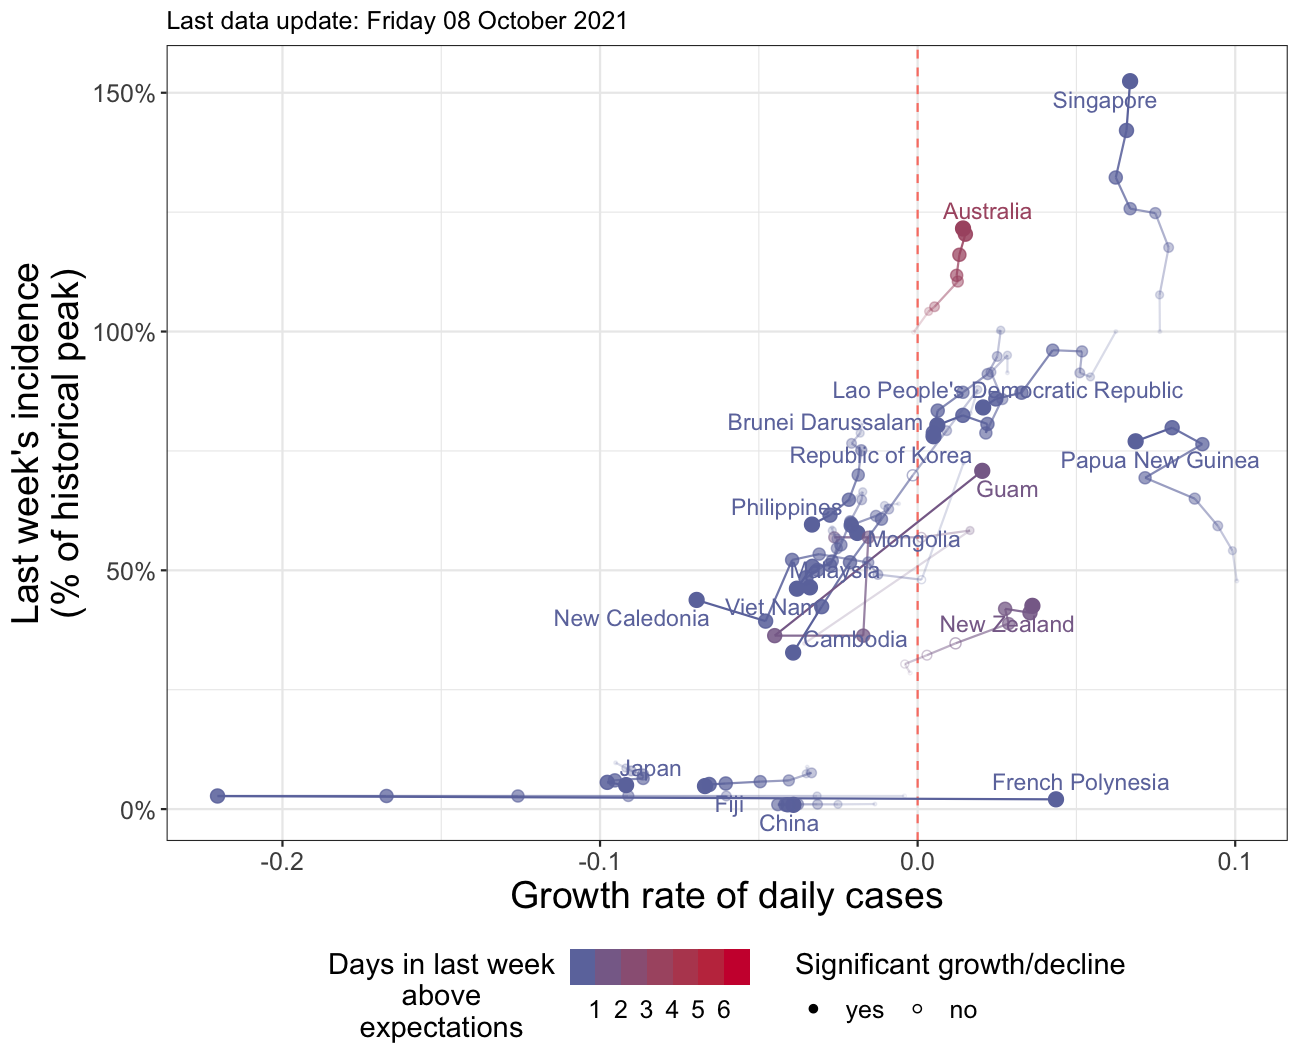 Last data update: Friday 08 October 2021
Last week's incidence
(% of historical peak)
150%
100%
50%
0%
Singapore
Australia
Lao People's Democratic Republic
Brunei Darussalam
Republic of Korea
Papua New Guinea
Guam
Philippines
Mongolia
Malaysia
Viet Nam
New Caledonia
New Zealand
Cambodia
Japan
French Polynesia
Fiji
China
-0.2
-0.1
0.0
0.1
Growth rate of daily cases
Days in last week
above
expectations
1 2 3 4 5 6
Significant growth/decline
yes
no